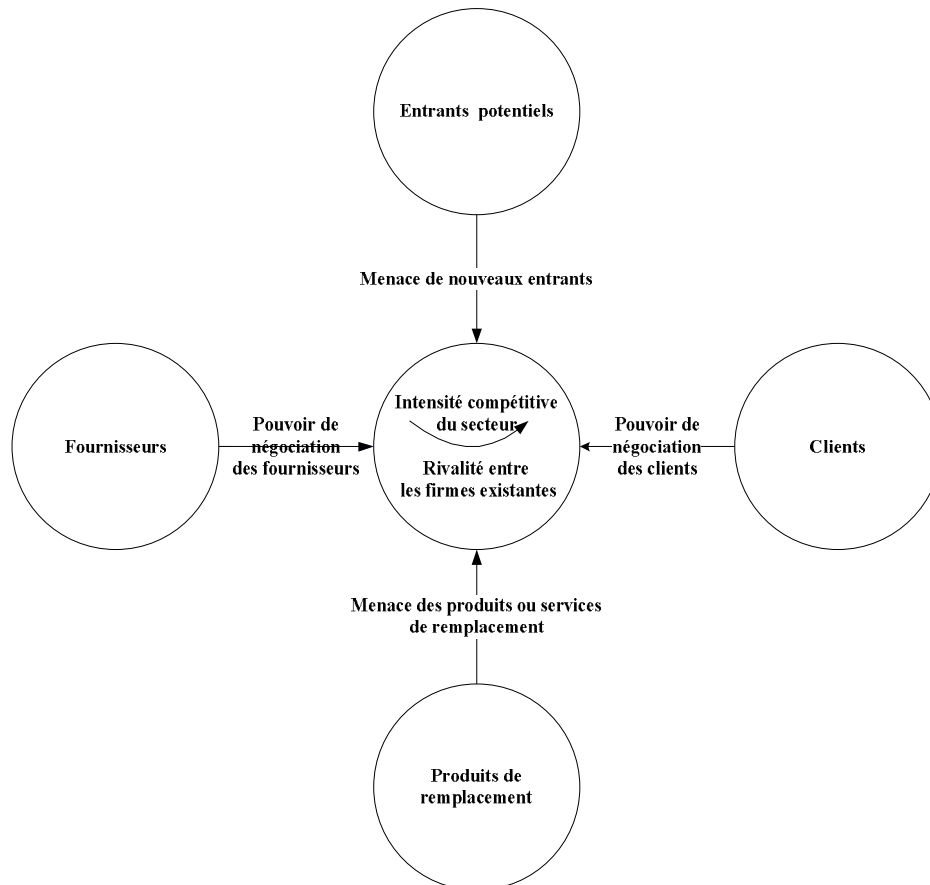 Entrants potentiels
Menace de nouveaux entrants
Intensité compétitive
du secteur
Rivalité entre
les firmes existantes
Fournisseurs
Pouvoir de
négociation
des fournisseurs
Pouvoir de
négociation
des clients
Clients
Menace des produits ou services
de remplacement
Produits de
remplacement